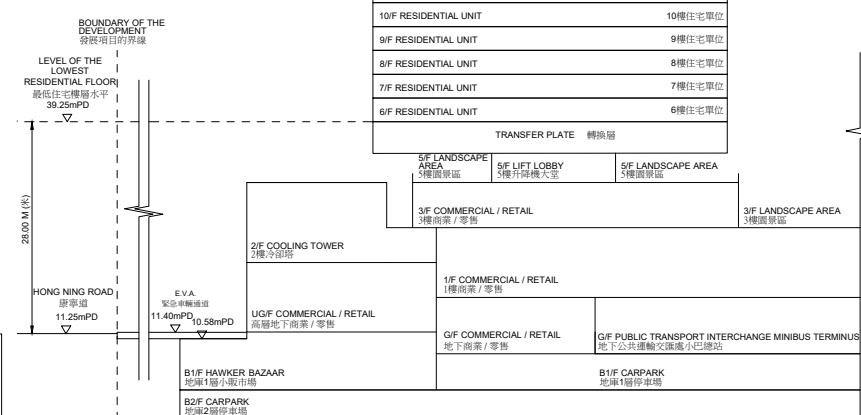 10/F RESIDENTIAL UNIT 10樓住宅單位
9/F RESIDENTIAL UNIT 9樓住宅單位
8/F RESIDENTIAL UNIT 8樓住宅單位
7/F RESIDENTIAL UNIT 7樓住宅單位
6/F RESIDENTIAL UNIT 6樓住宅單位
TRANSFER PLATE 轉換層
BOUNDARY OF THE
DEVELOPMENT
發展項目的界線
LEVEL OF THE
LOWEST
RESIDENTIAL FLOOR
最低住宅樓層水平
39.25mPD
28.00 M (米)
5/F LANDSCAPE
AREA
5樓園景區
5/F LIFT LOBBY
5樓升降機大堂
5/F LANDSCAPE AREA
5樓園景區
3/F COMMERCIAL / RETAIL
3樓商業 / 零售
3/F LANDSCAPE AREA
3樓園景區
2/F COOLING TOWER
2樓冷卻塔
1/F COMMERCIAL / RETAIL
1樓商業 / 零售
HONG NING ROAD
康寧道
11.25mPD
E.V.A.
緊急車輛通道
11.40mPD
10.58mPD
UG/F COMMERCIAL / RETAIL
高層地下商業 / 零售
G/F COMMERCIAL / RETAIL
地下商業 / 零售
G/F PUBLIC TRANSPORT INTERCHANGE MINIBUS TERMINUS
地下公共運輸交匯處小巴總站
B1/F HAWKER BAZAAR
地庫1層小販市場
B1/F CARPARK
地庫1層停車場
B2/F CARPARK
地庫2層停車場